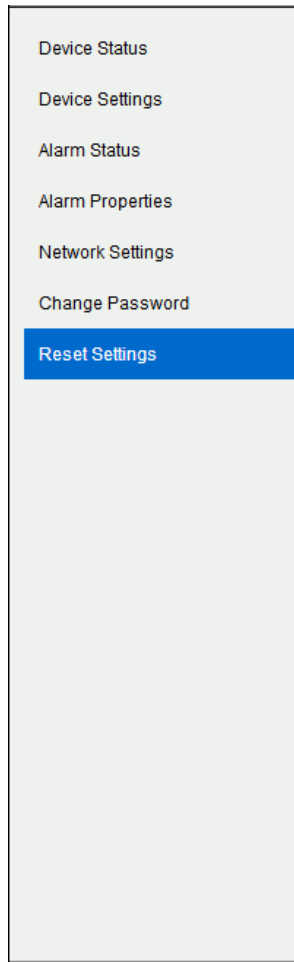 Device Status
Device Settings
Alarm Status
Alarm Properties
Network Settings
Change Password
Reset Settings